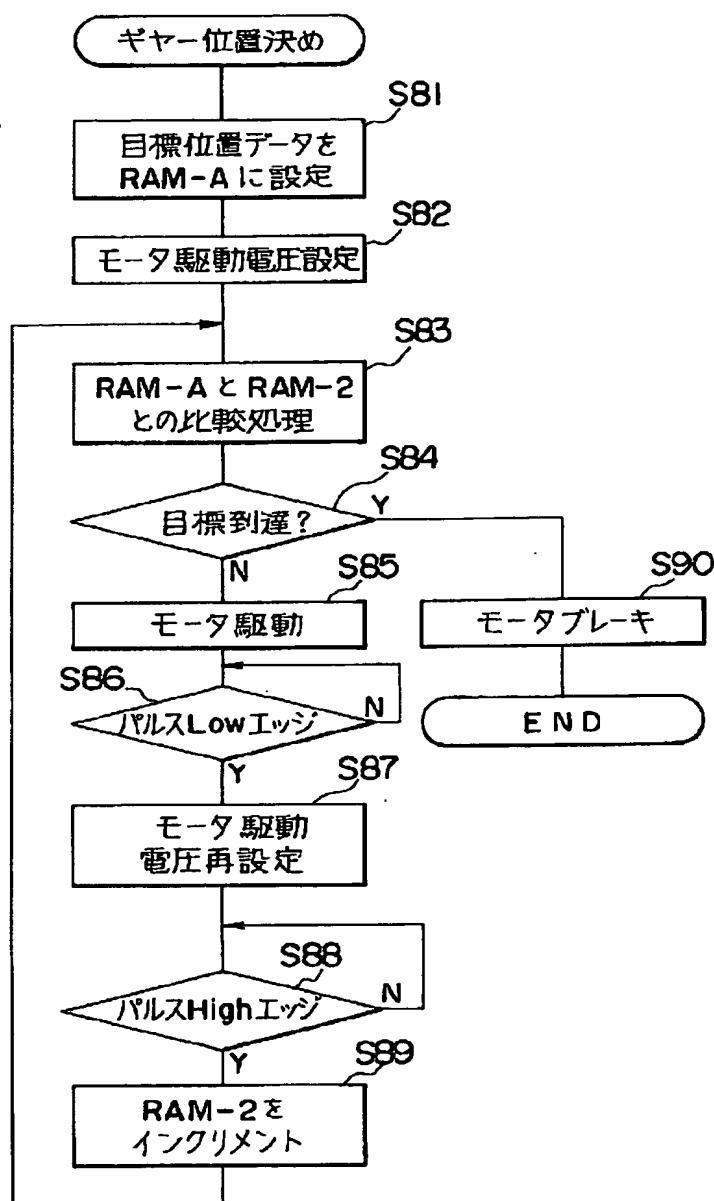 ギヤー位置決め
S81
目標位置データを
RAM-Aに設定
S82
モータ駆動電圧設定
S83
RAM-AとRAM-2
との比較処理
S84
目標到達?
Y
N
S85
モータ駆動
S90
モータブレーキ
END
S86
パルスLowエッジ
N
Y
S87
モータ駆動
電圧再設定
S88
パルスHighエッジ
N
Y
S89
RAM-2を
インクリメント